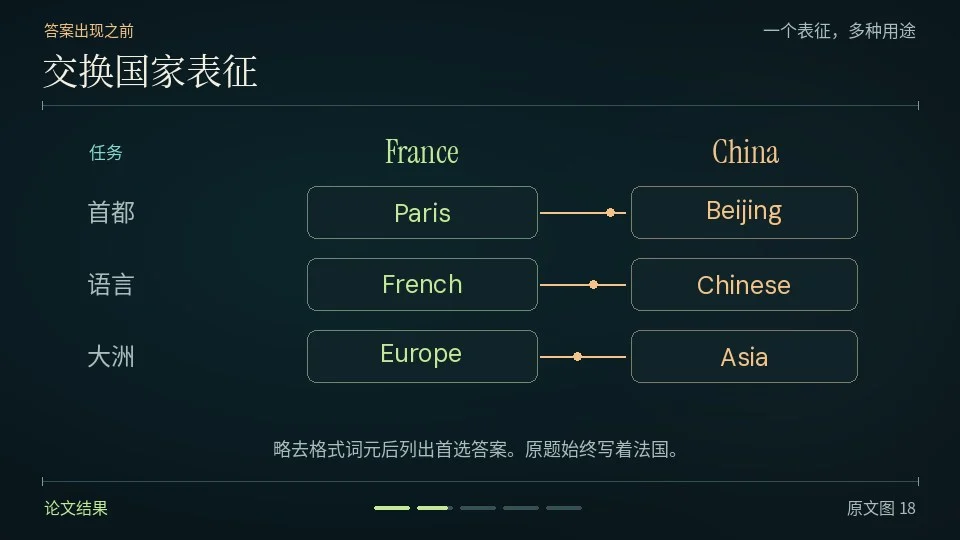 答案出现之前
一个表征，多种用途
交换国家表征
任务 France China
首都 Paris Beijing
语言 French Chinese
大洲 Europe Asia
略去格式词元后列出首选答案。原题始终写着法国。
论文结果
原文图 18